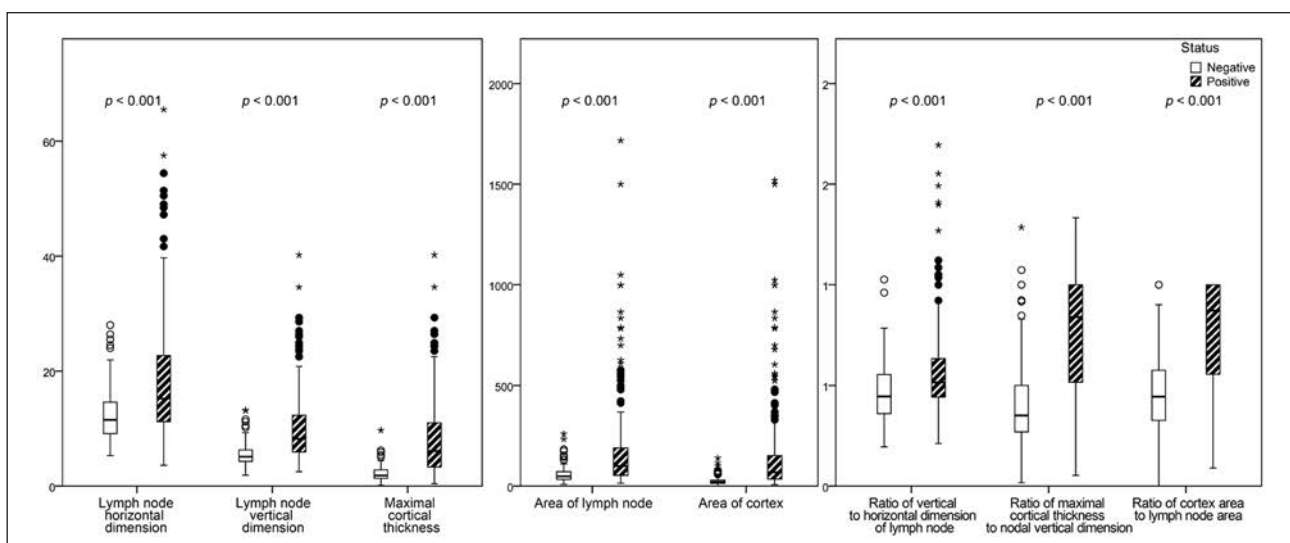 Status
Negative
Positive
p < 0.001
p < 0.001
p < 0.001
60
40
20
0
Lymph node
horizontal
dimension
Lymph node
vertical
dimension
Maximal
cortical
thickness
p < 0.001
p < 0.001
2000
1500
1000
500
0
Area of lymph node
Area of cortex
p < 0.001
p < 0.001
p < 0.001
2
2
1
1
0
Ratio of vertical
to horizontal dimension
of lymph node
Ratio of maximal
cortical thickness
to nodal vertical dimension
Ratio of cortex area
to lymph node area